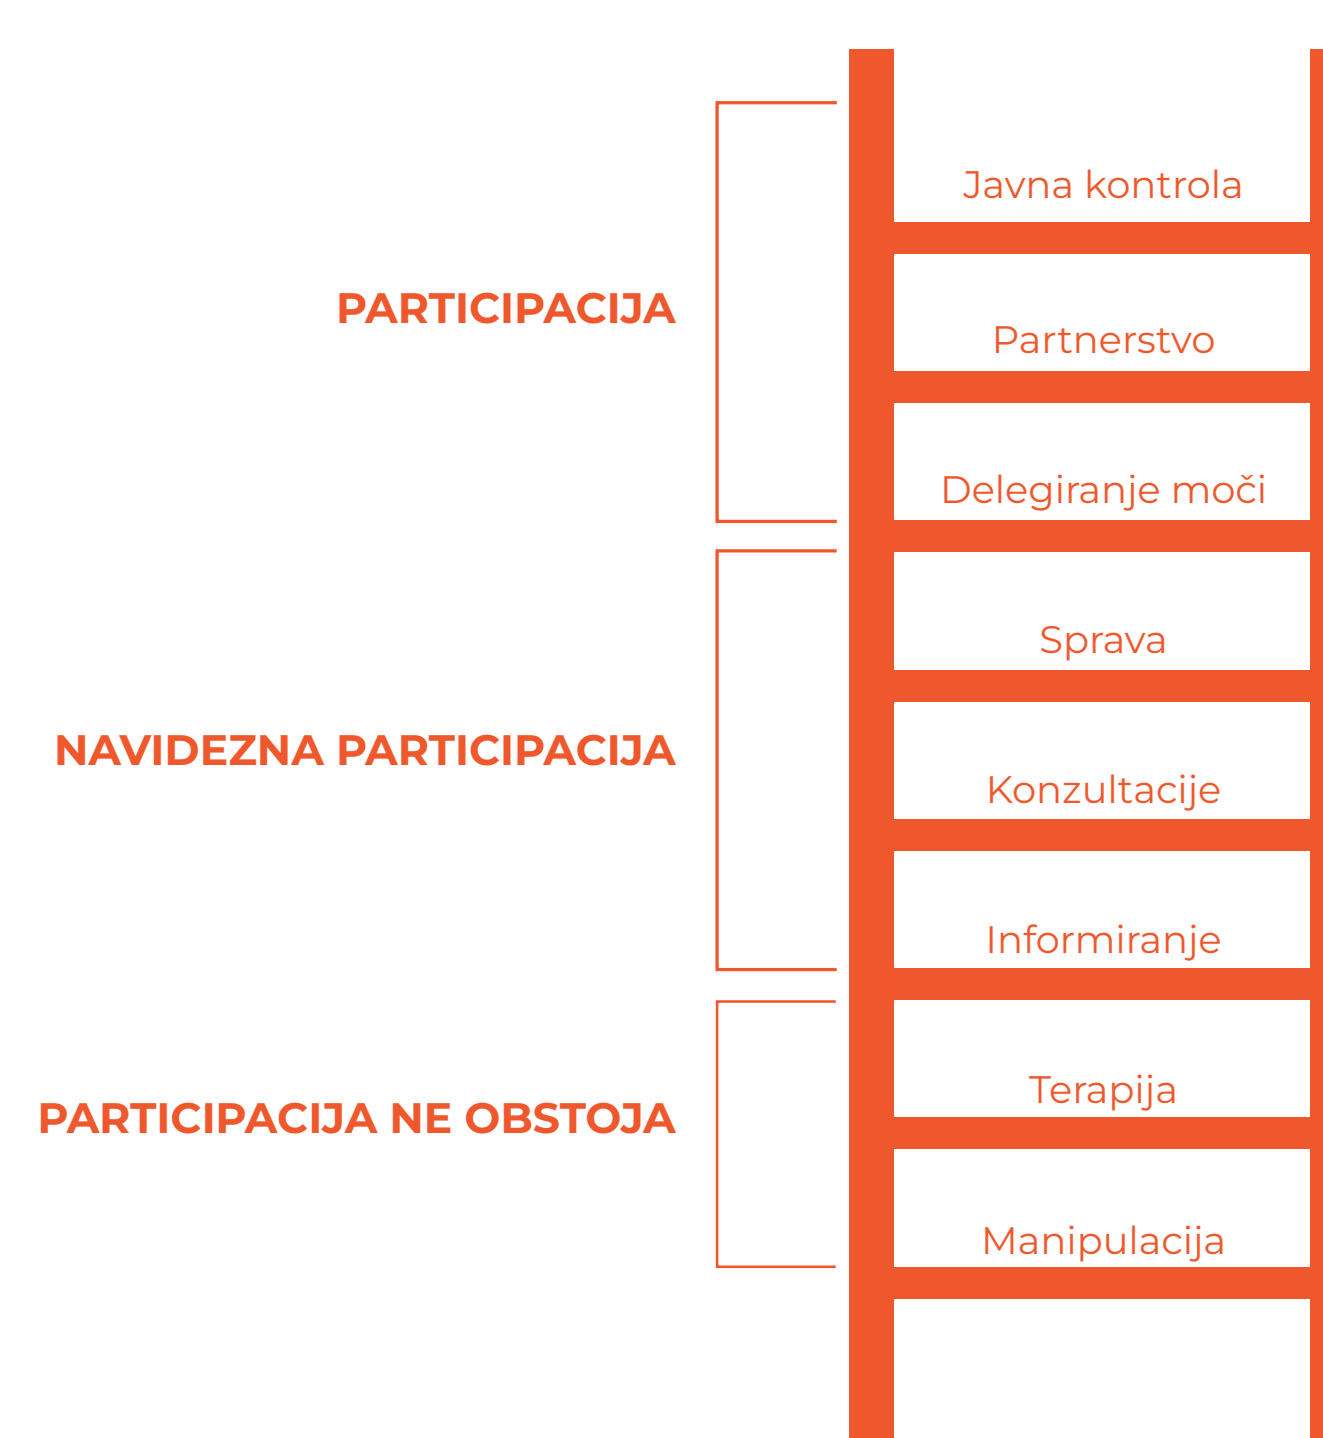 Javna kontrola
PARTICIPACIJA
Partnerstvo
Delegiranje moči
Sprava
NAVIDEZNA PARTICIPACIJA
Konzultacije
Informiranje
Terapija
PARTICIPACIJA NE OBSTOJA
Manipulacija